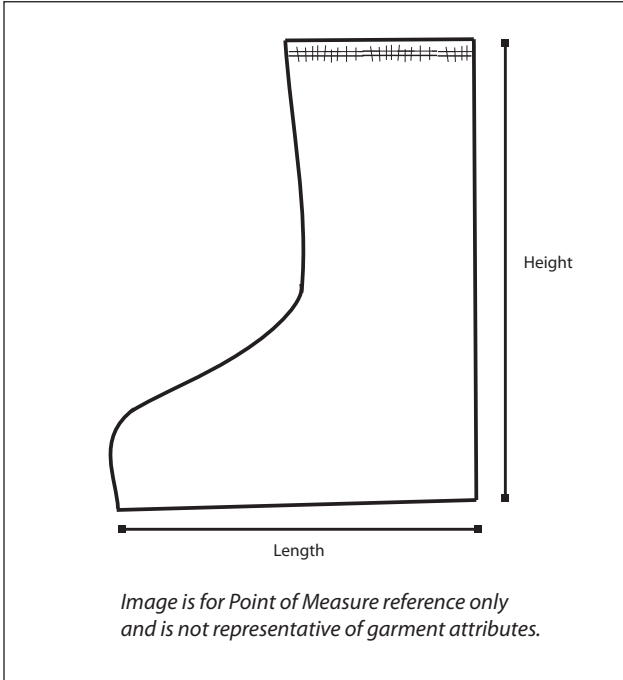 Height
Length
Image is for Point of Measure reference only
and is not representative of garment attributes.